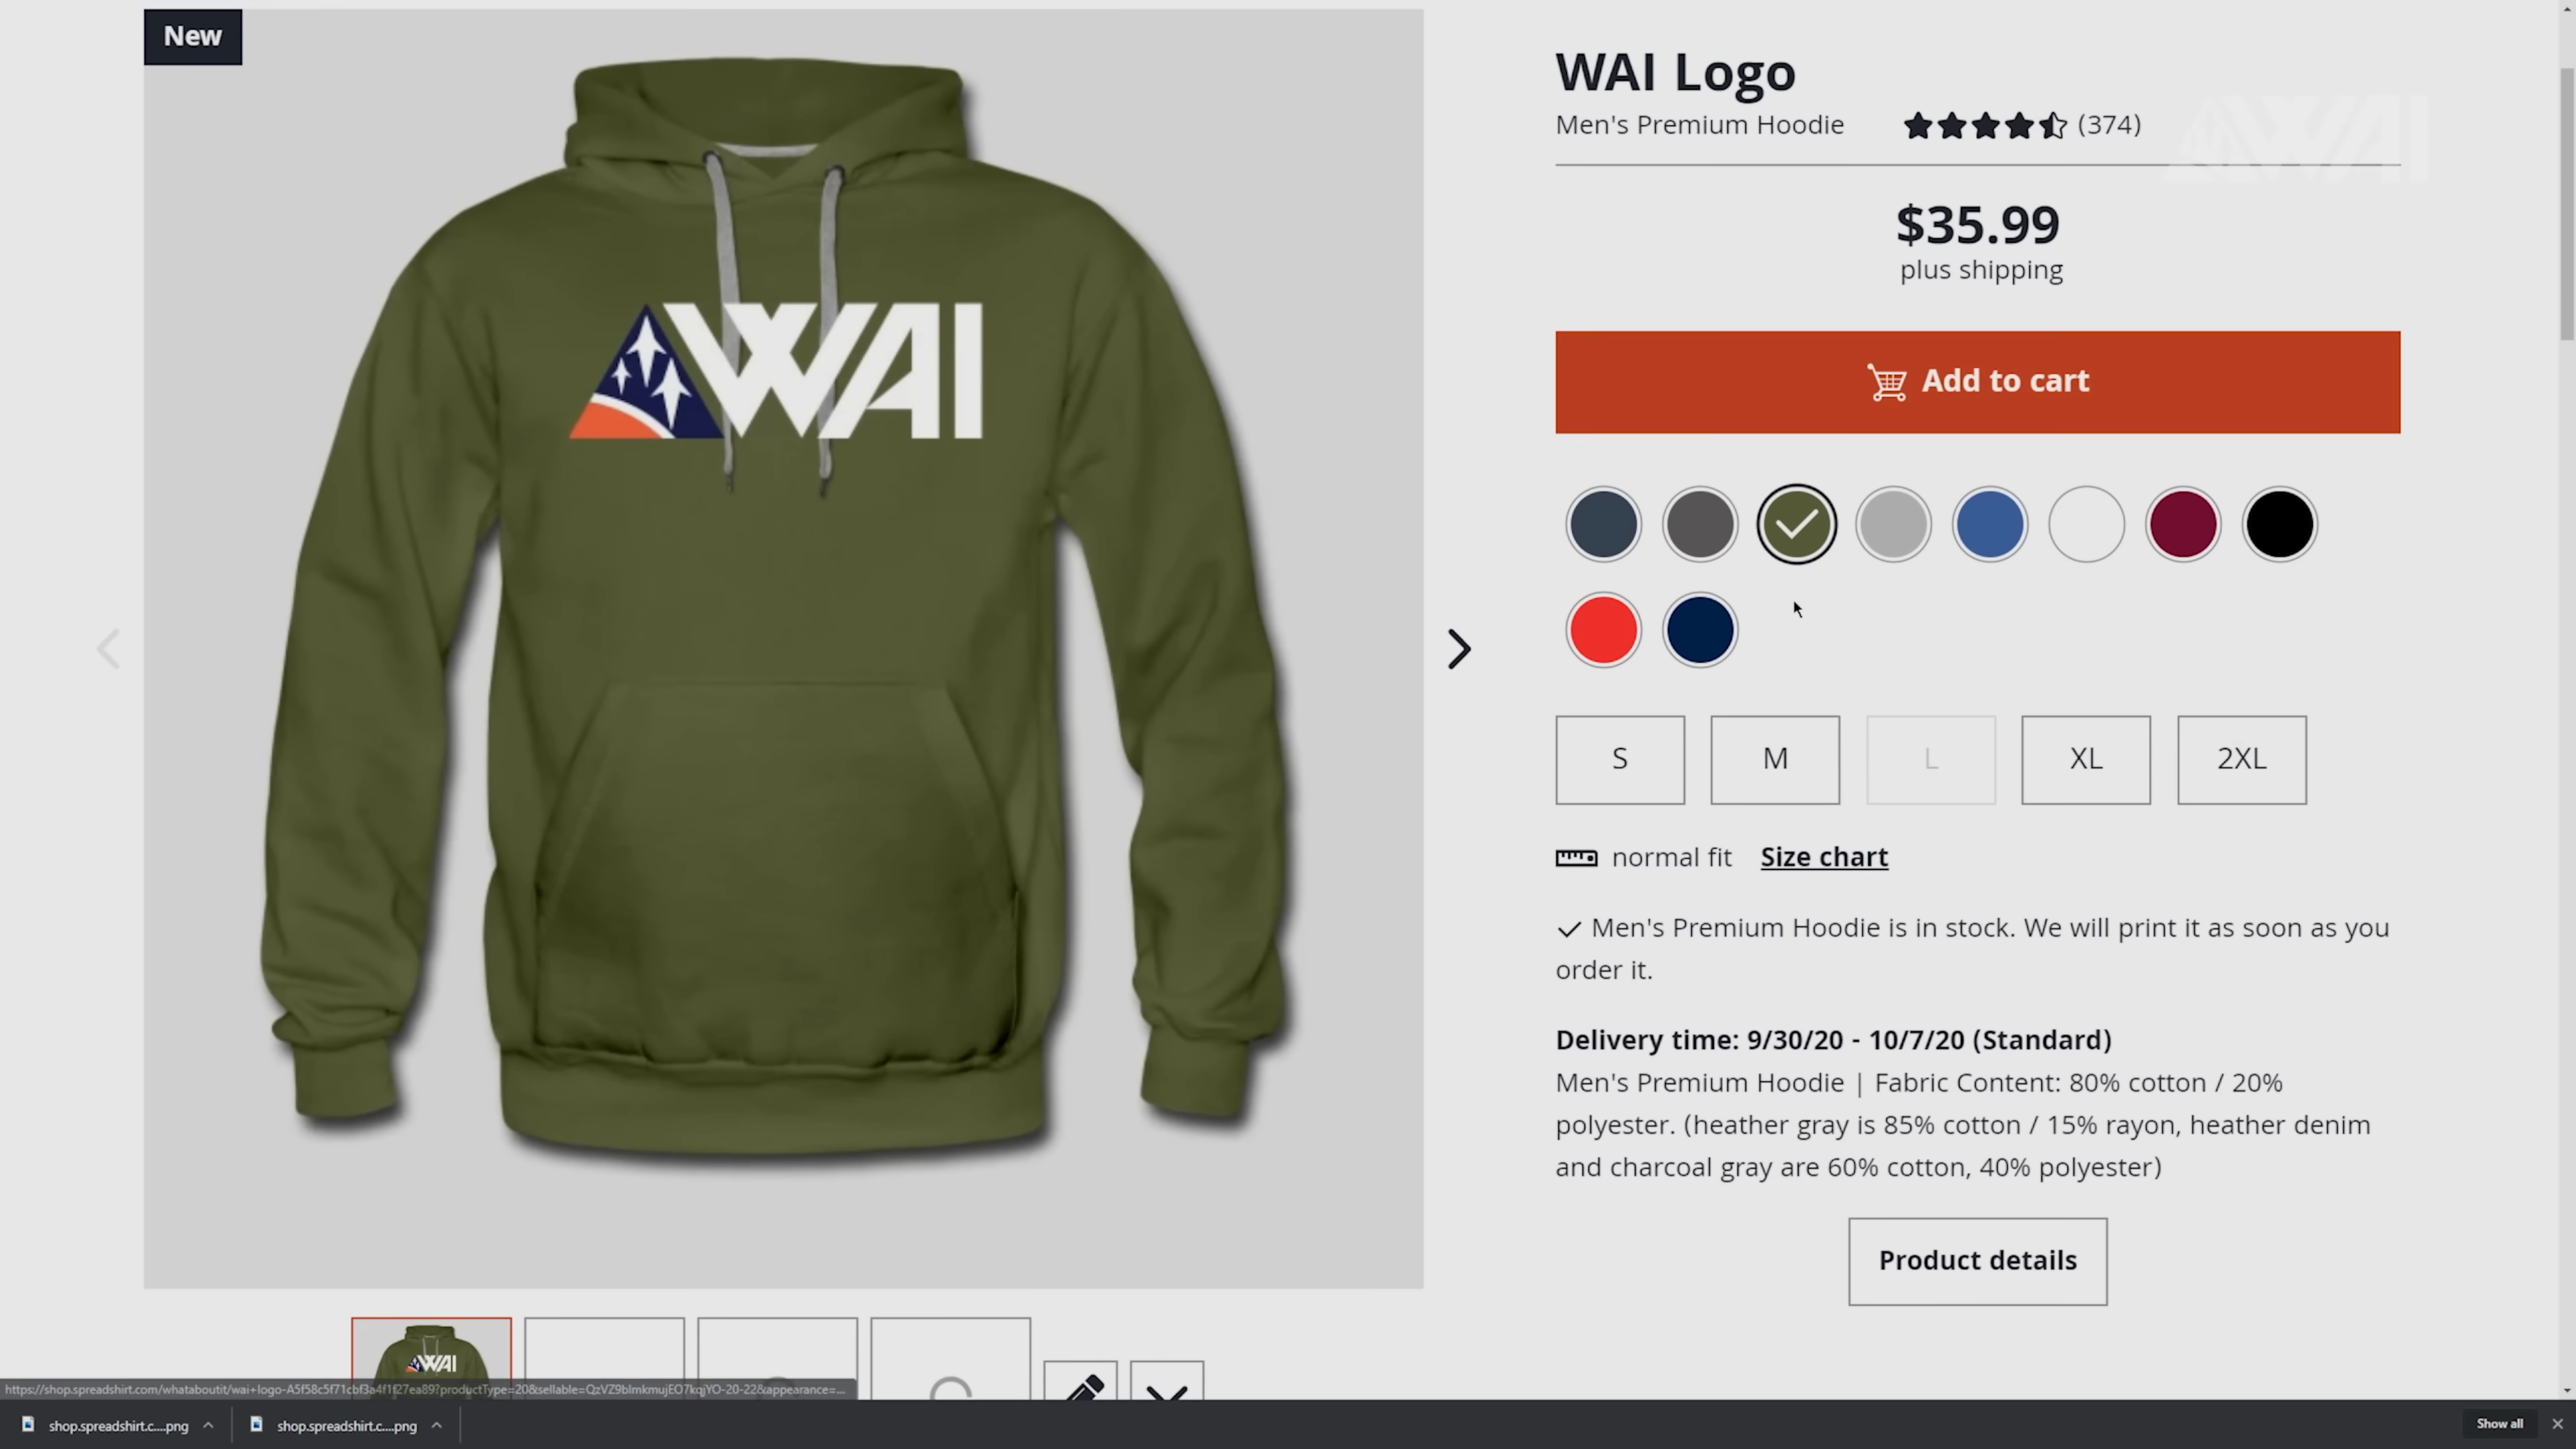 New
WAI
WAI Logo
Men's Premium Hoodie (374)
WAI
$35.99
plus shipping
Add to cart
S M L XL 2XL
normal fit Size chart
Men's Premium Hoodie is in stock. We will print it as soon as you
order it.
Delivery time: 9/30/20 - 10/7/20 (Standard)
Men's Premium Hoodie | Fabric Content: 80% cotton / 20%
polyester. (heather gray is 85% cotton / 15% rayon, heather denim
and charcoal gray are 60% cotton, 40% polyester)
Product details
WAI
shop.spreadshirt.c....png shop.spreadshirt.c....png Show all